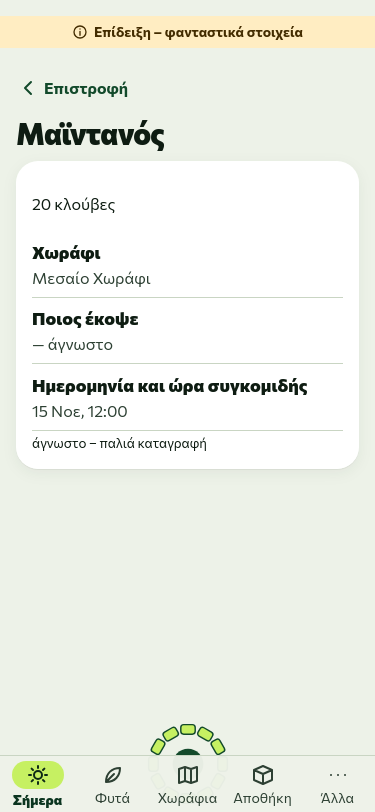 Επίδειξη – φανταστικά στοιχεία
Επιστροφή
Μαϊντανός
20 κλούβες
Χωράφι
Μεσαίο Χωράφι
Ποιος έκοψε
— άγνωστο
Ημερομηνία και ώρα συγκομιδής
15 Νοε, 12:00
άγνωστο – παλιά καταγραφή
Σήμερα
Φυτά
Χωράφια
Αποθήκη
Άλλα